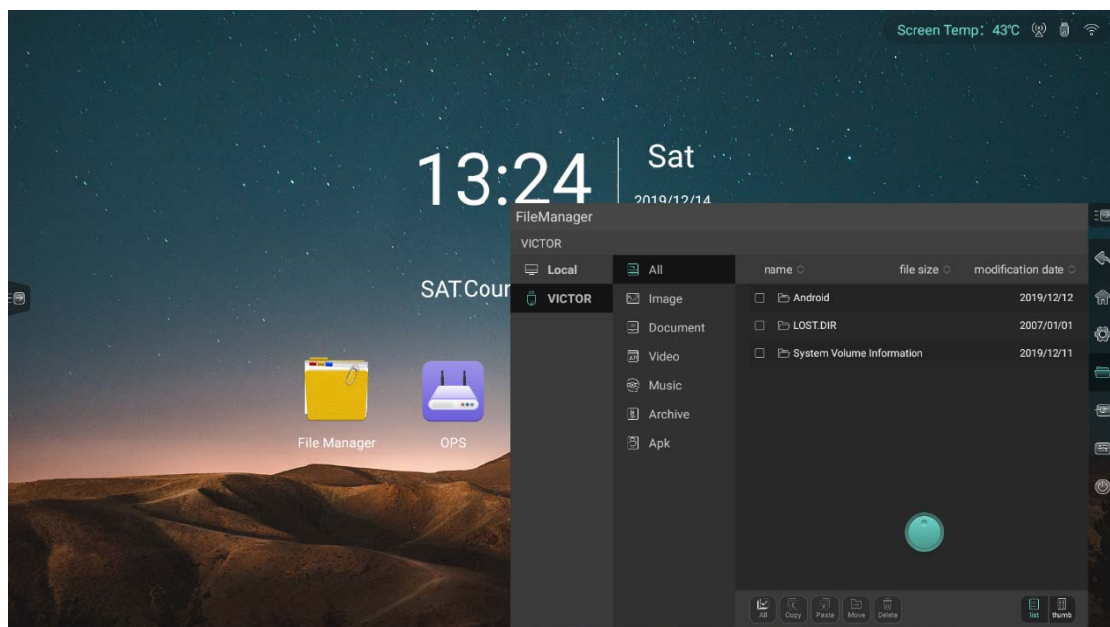 Screen Temp: 43℃
13:24
Sat
2019/12/14
FileManager
VICTOR
Local
All
name
file size
modification date
SAT.Cour
VICTOR
Image
Android
2019/12/12
Document
LOST.DIR
2007/01/01
Video
System Volume Information
2019/12/11
Music
Archive
Apk
File Manager
OPS
All
Copy
Paste
Move
Delete
list
thumb